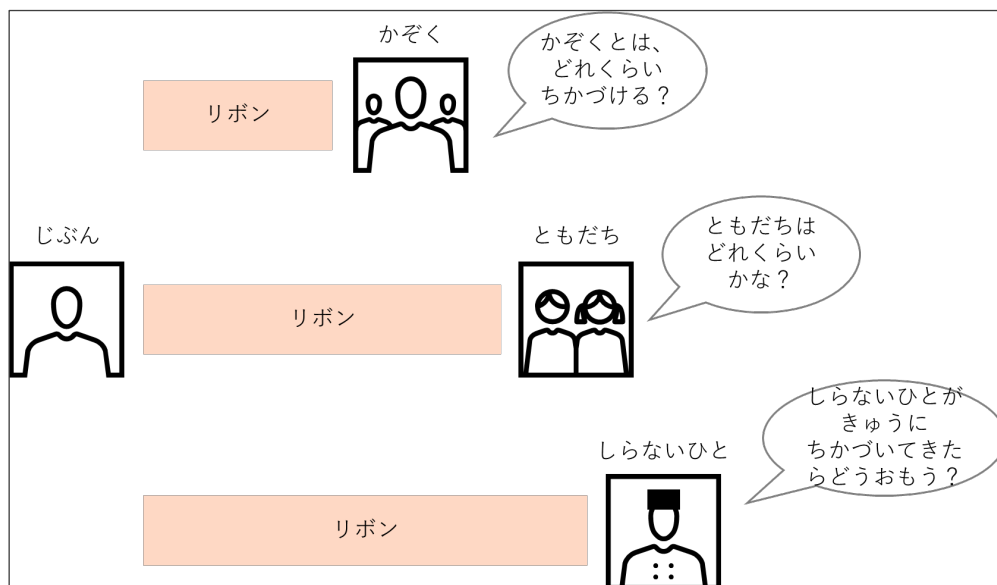 かぞく
かぞくとは、
どれくらい
ちかづける？
リボン
じぶん
ともだち
ともだちは
どれくらい
かな？
リボン
しらないひとが
きゅうに
ちかづいてきた
らどうおもう？
しらないひと
リボン